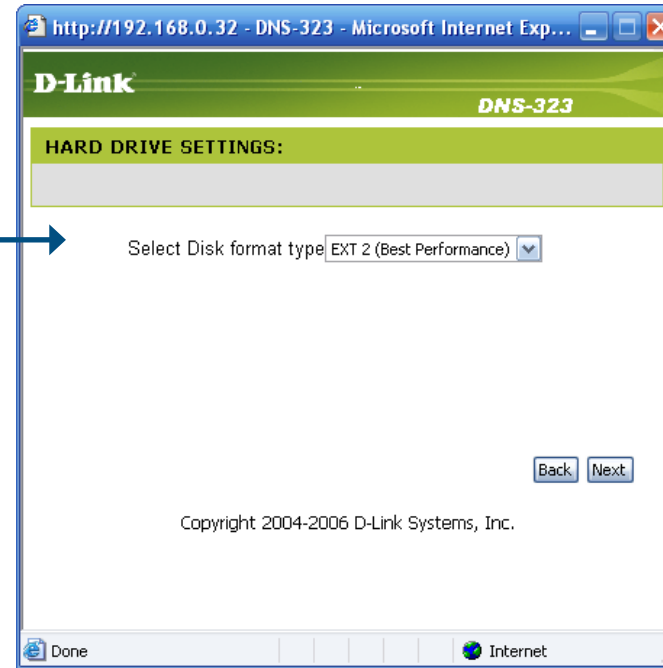 http://192.168.0.32 - DNS-323 - Microsoft Internet Exp...
D-Link
DNS-323
HARD DRIVE SETTINGS:
Select Disk format type EXT 2 (Best Performance)
Back Next
Copyright 2004-2006 D-Link Systems, Inc.
Done Internet